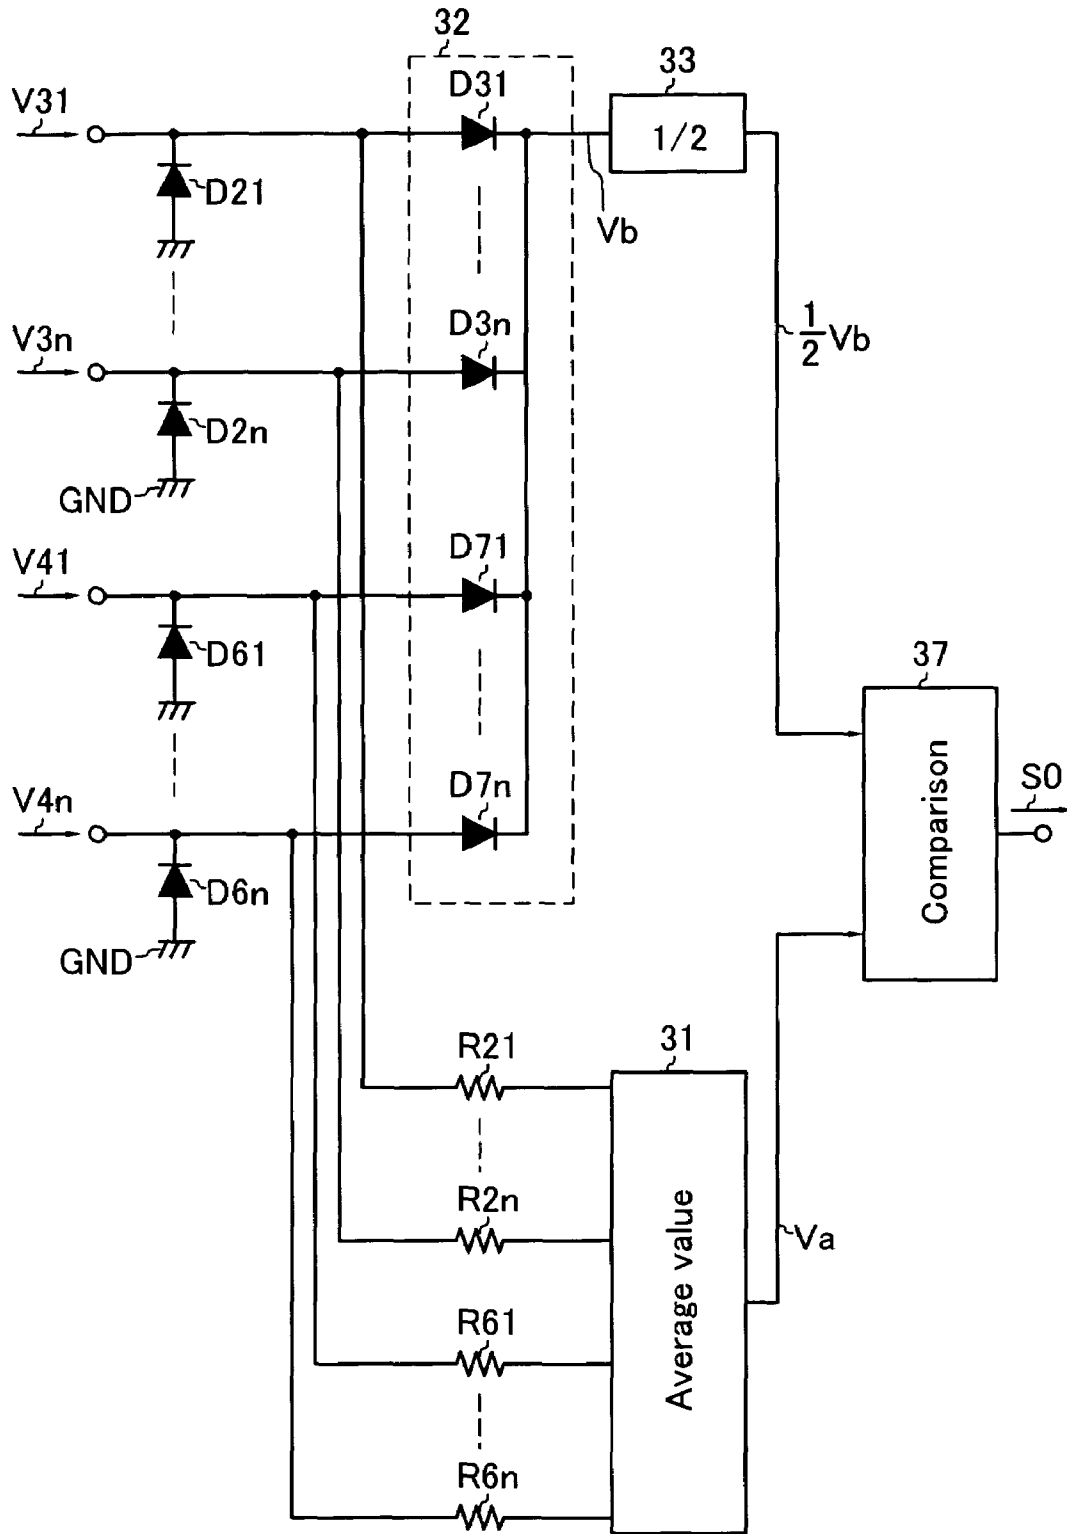 32
33
V31
D31
1/2
D21
Vb
V3n
D3n
1/2 Vb
D2n
GND
V41
D71
D61
37
V4n
D7n
Comparison
S0
D6n
GND
R21
31
R2n
Average value
Va
R61
R6n